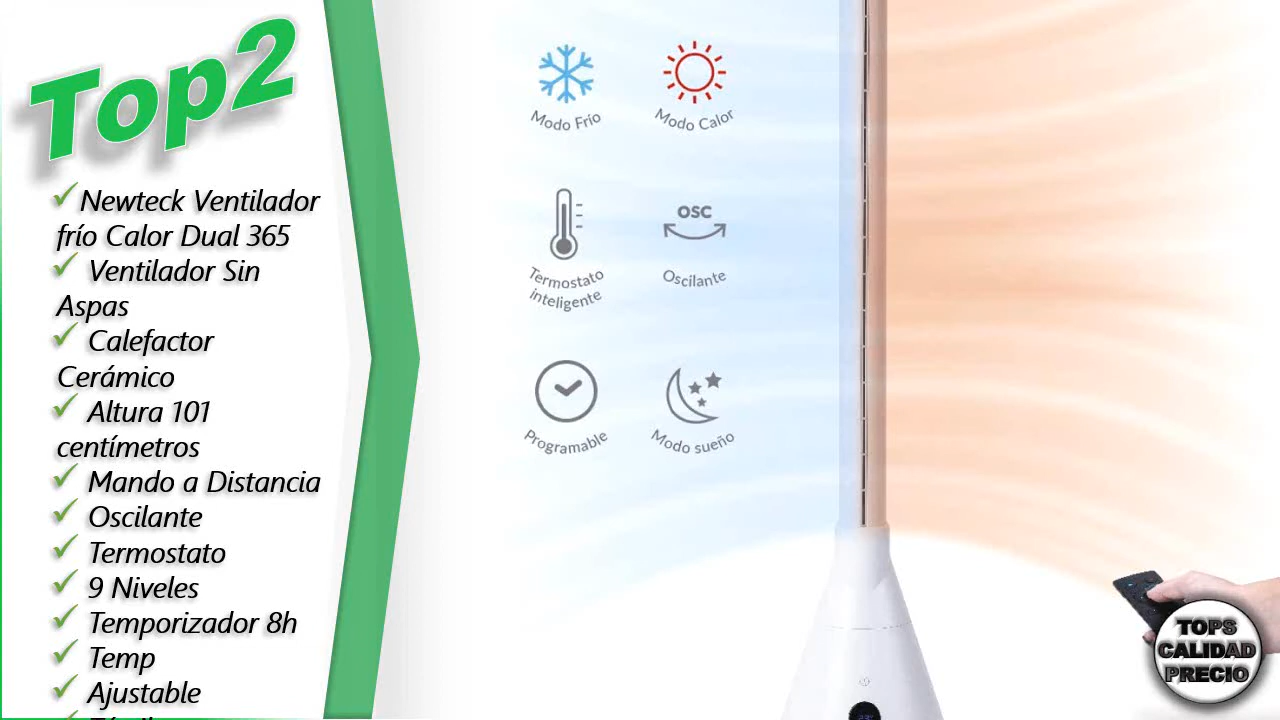 Top2
Newteck Ventilador
frío Calor Dual 365
Ventilador Sin
Aspas
Calefactor
Cerámico
Altura 101
centímetros
Mando a Distancia
Oscilante
Termostato
9 Niveles
Temporizador 8h
Temp
Ajustable
Modo Frío
Modo Calor
Termostato
inteligente
OSC
Oscilante
Programable
Modo sueño
TOPS
CALIDAD
PRECIO